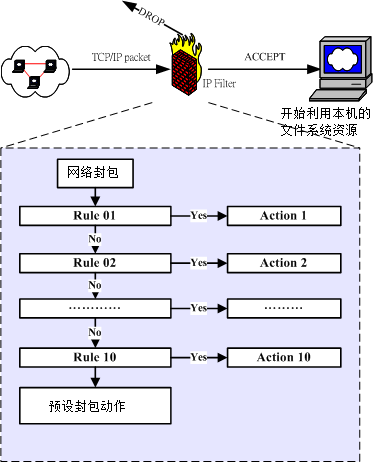 DROP
TCP/IP packet
ACCEPT
IP Filter
开始利用本机的
文件系统资源
网络封包
Rule 01
Yes
Action 1
No
Rule 02
Yes
Action 2
No
…………
Yes
………
No
Rule 10
Yes
Action 10
预设封包动作